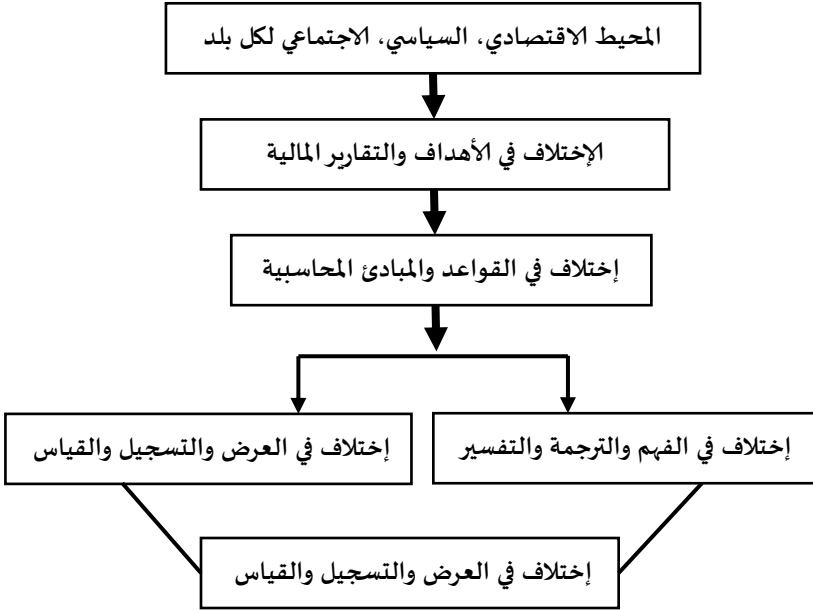 المحيط الاقتصادي، السياسي، الاجتماعي لكل بلد
الإختلاف في الأهداف والتقارير المالية
إختلاف في القواعد والمبادئ المحاسبية
إختلاف في الفهم والترجمة والتفسير
إختلاف في العرض والتسجيل والقياس
إختلاف في العرض والتسجيل والقياس